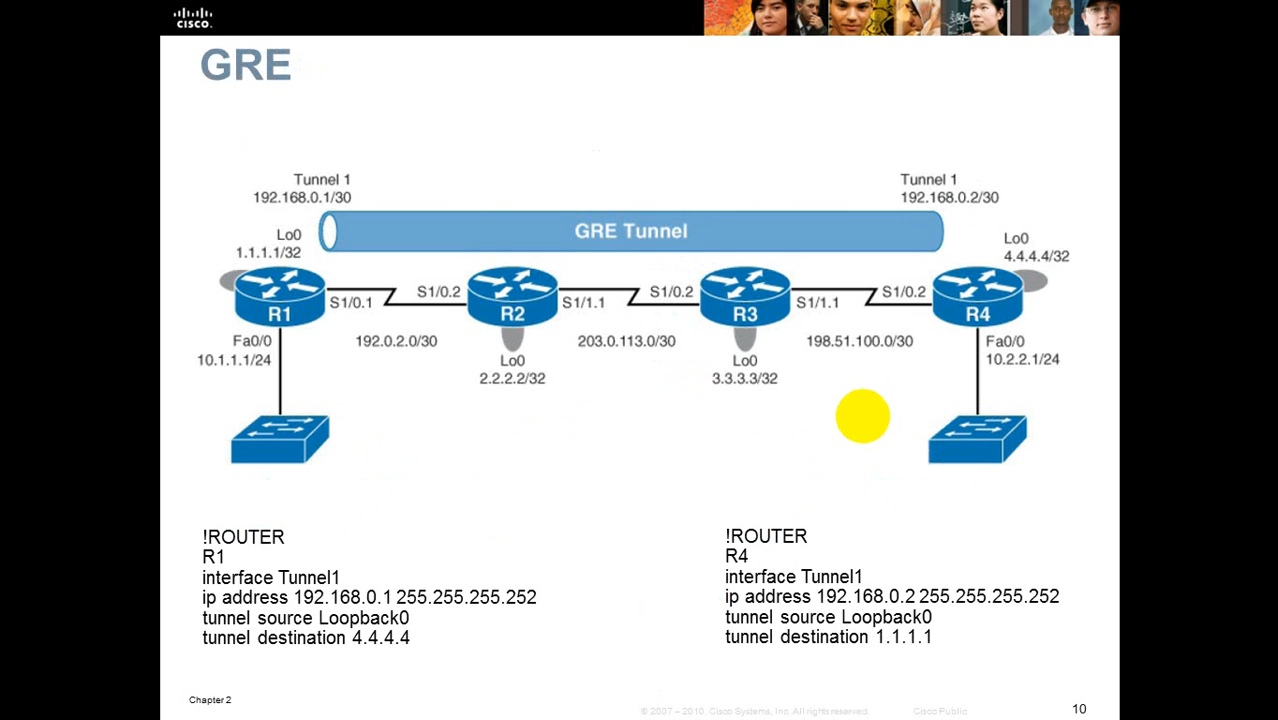 CISCO.
GRE
Tunnel 1
192.168.0.1/30
Tunnel 1
192.168.0.2/30
GRE Tunnel
Lo0
1.1.1.1/32
Lo0
4.4.4.4/32
R1
S1/0.1
S1/0.2
R2
S1/1.1
S1/0.2
R3
S1/1.1
S1/0.2
R4
Fa0/0
10.1.1.1/24
192.0.2.0/30
Lo0
2.2.2.2/32
203.0.113.0/30
Lo0
3.3.3.3/32
198.51.100.0/30
Fa0/0
10.2.2.1/24
!ROUTER
R1
interface Tunnel1
ip address 192.168.0.1 255.255.255.252
tunnel source Loopback0
tunnel destination 4.4.4.4
!ROUTER
R4
interface Tunnel1
ip address 192.168.0.2 255.255.255.252
tunnel source Loopback0
tunnel destination 1.1.1.1
Chapter 2
© 2007 – 2010, Cisco Systems, Inc. All rights reserved.
Cisco Public
10